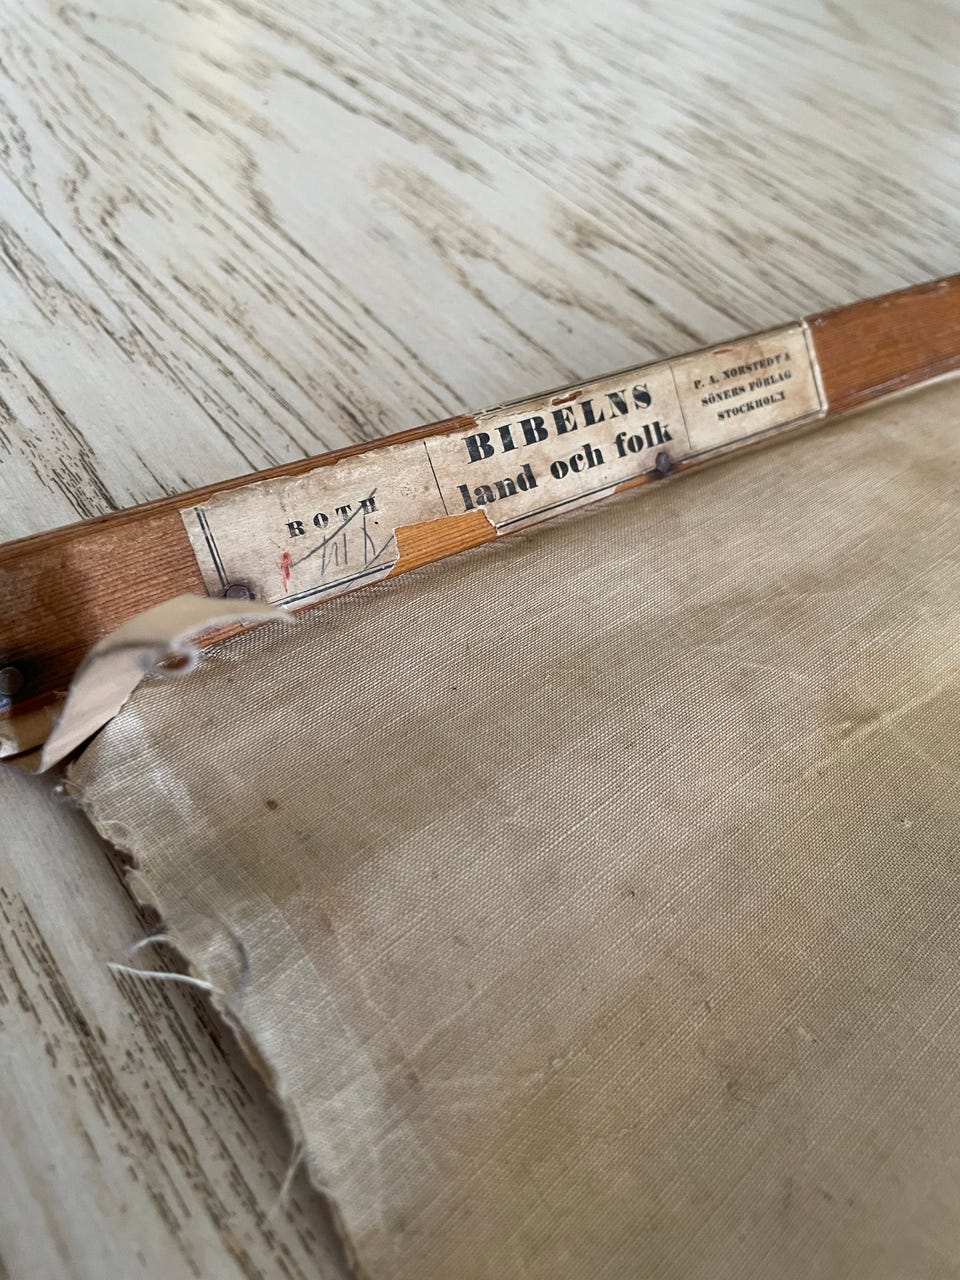 ROTH
BIBELNS
land och folk
P. A. NORSTEDT &
SÖNERS FÖRLAG
STOCKHOLM